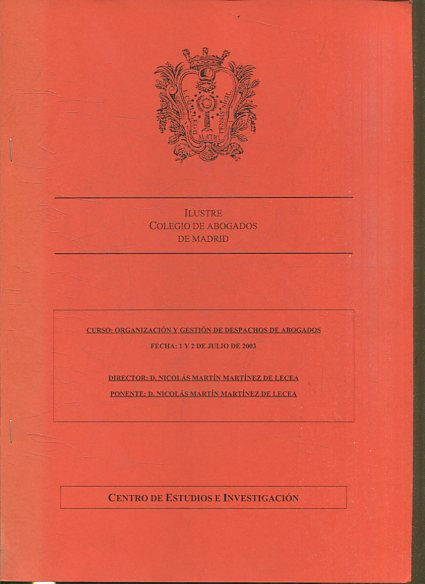 ILUSTRE
COLEGIO DE ABOGADOS
DE MADRID
CURSO: ORGANIZACIÓN Y GESTIÓN DE DESPACHOS DE ABOGADOS
FECHA: 1 Y 2 DE JULIO DE 2003
DIRECTOR: D. NICOLÁS MARTÍN MARTÍNEZ DE LECEA
PONENTE: D. NICOLÁS MARTÍN MARTÍNEZ DE LECEA
CENTRO DE ESTUDIOS E INVESTIGACIÓN